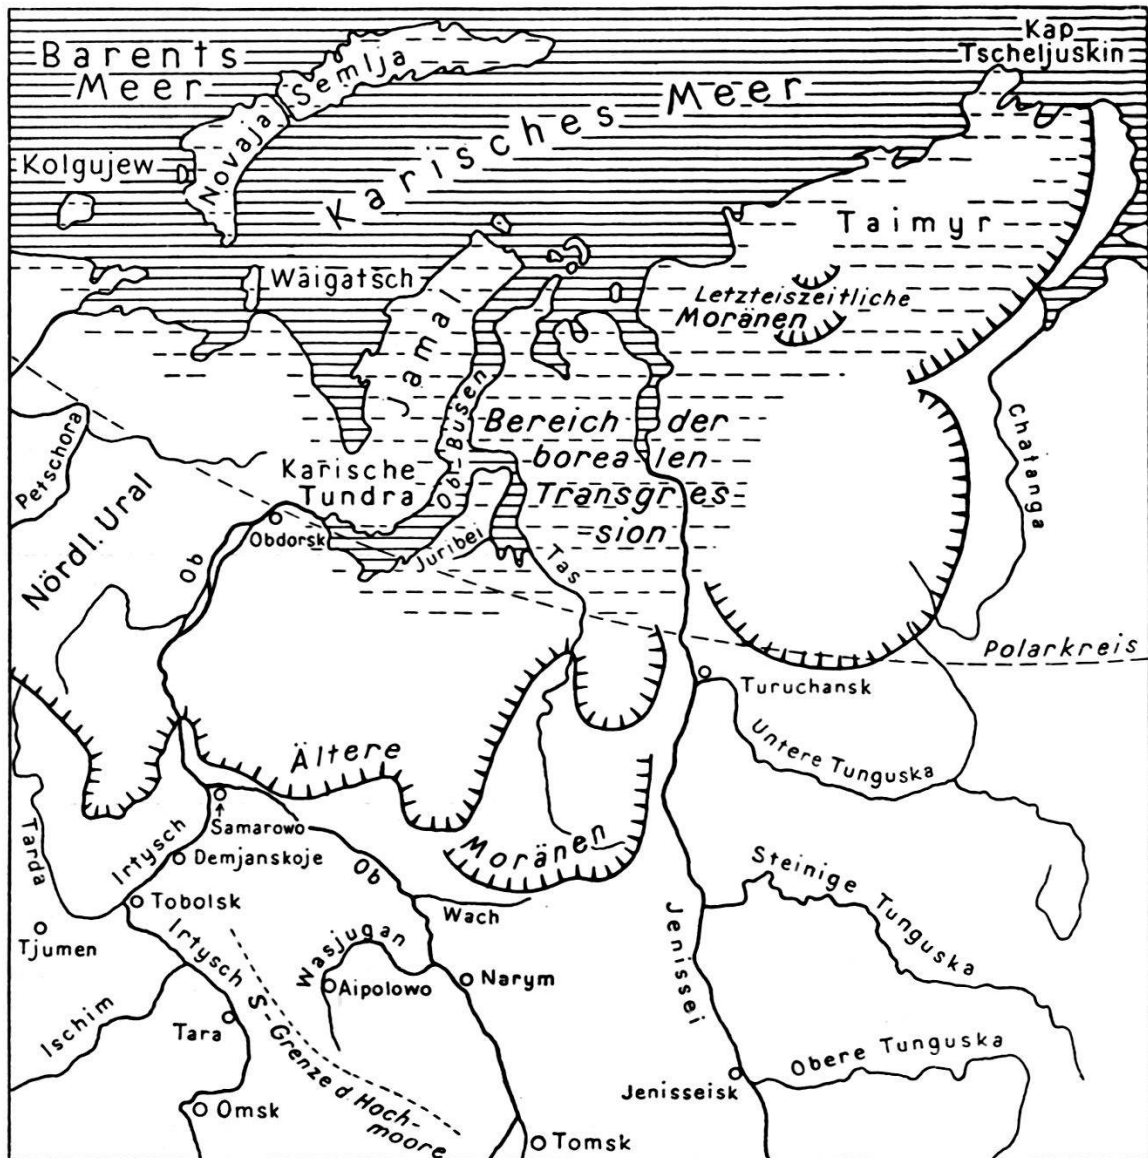 Barents
Meer
Kap
Tscheljuskin
Semlja
Novaja
Karisches Meer
Kolgujew
Taimyr
Waigatsch
Jamal
Letzteiszeitliche
Moränen
Bereich der
borealen
Transgres-
=sion
Ob-Busen
Karische
Tundra
Petschora
Nördl. Ural
Chatanga
Ob
Obdorsk
Juribei
Tas
Polarkreis
Turuchansk
Ältere
Untere Tunguska
Samarowo
Moränen
Tarda
Irtysch
Demjanskoje
Ob
Steinige Tunguska
Tobolsk
Wach
Jenissei
Tjumen
Irtysch
Wasjugan
Aipolowo
Narym
Ischim
Tara
S-Grenze d. Hoch-
moore
Obere Tunguska
Jenisseisk
Omsk
Tomsk